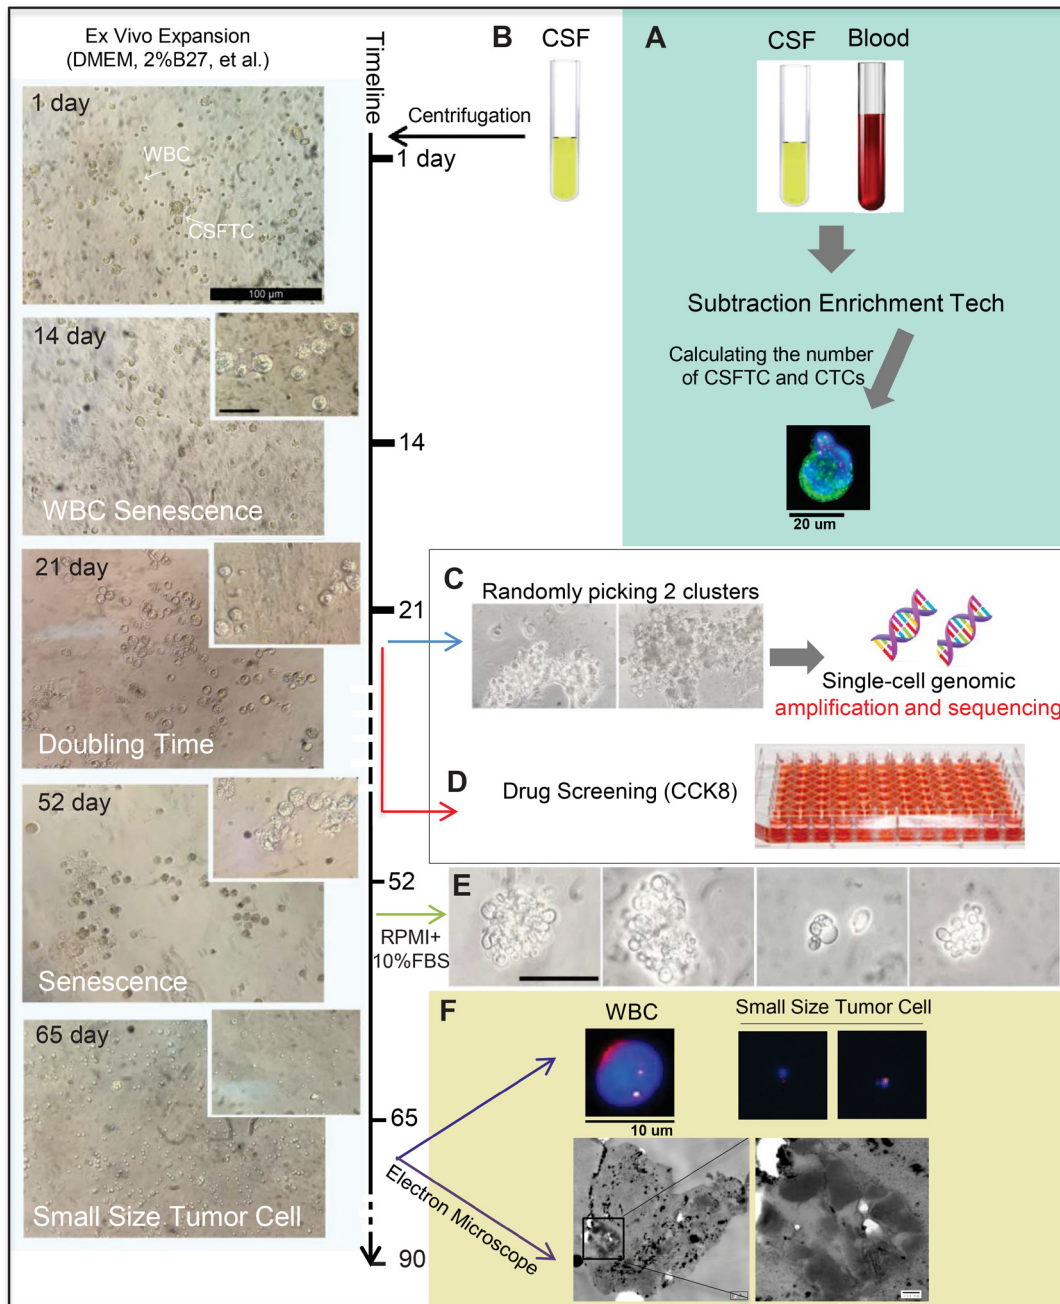 Ex Vivo Expansion
(DMEM, 2%B27, et al.)
Timeline
1 day
WBC
CSFTC
100 µm
14 day
WBC Senescence
21 day
Doubling Time
52 day
Senescence
65 day
Small Size Tumor Cell
1 day
14
21
52
65
90
B
CSF
Centrifugation
A
CSF
Blood
Subtraction Enrichment Tech
Calculating the number
of CSFTC and CTCs
20 um
C
Randomly picking 2 clusters
Single-cell genomic
amplification and sequencing
D
Drug Screening (CCK8)
E
RPMI+
10%FBS
F
WBC
Small Size Tumor Cell
10 um
Electron Microscope